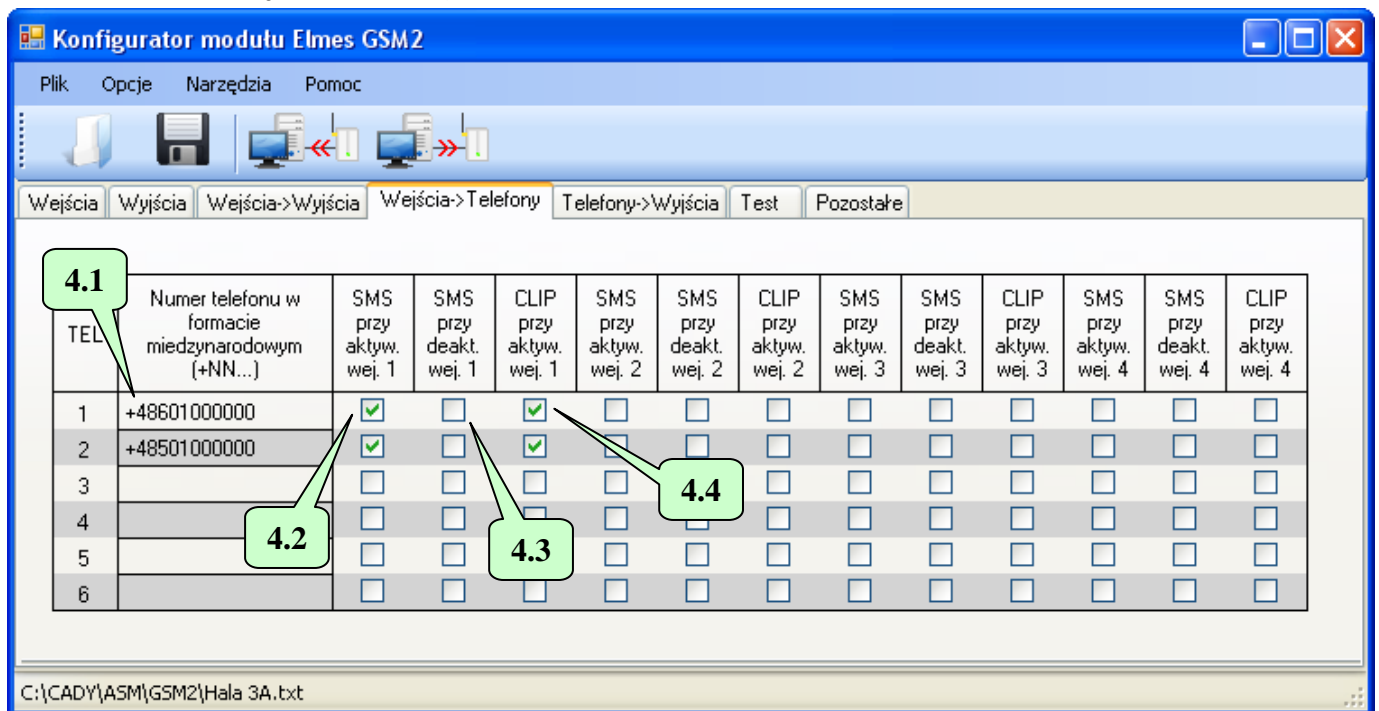 Konfigurator modułu Elmes GSM2
Plik Opcje Narzędzia Pomoc
Wejścia Wyjścia Wejścia->Wyjścia Wejścia->Telefony Telefony->Wyjścia Test Pozostałe
4.1
TEL
Numer telefonu w
formacie
miedzynarodowym
(+NN...)
SMS
przy
aktyw.
wej. 1
SMS
przy
deakt.
wej. 1
CLIP
przy
aktyw.
wej. 1
SMS
przy
aktyw.
wej. 2
SMS
przy
deakt.
wej. 2
CLIP
przy
aktyw.
wej. 2
SMS
przy
aktyw.
wej. 3
SMS
przy
deakt.
wej. 3
CLIP
przy
aktyw.
wej. 3
SMS
przy
aktyw.
wej. 4
SMS
przy
deakt.
wej. 4
CLIP
przy
aktyw.
wej. 4
1 +48601000000
2 +48501000000
3
4
5
6
4.4
4.2
4.3
C:\CADY\ASM\GSM2\Hala 3A.txt